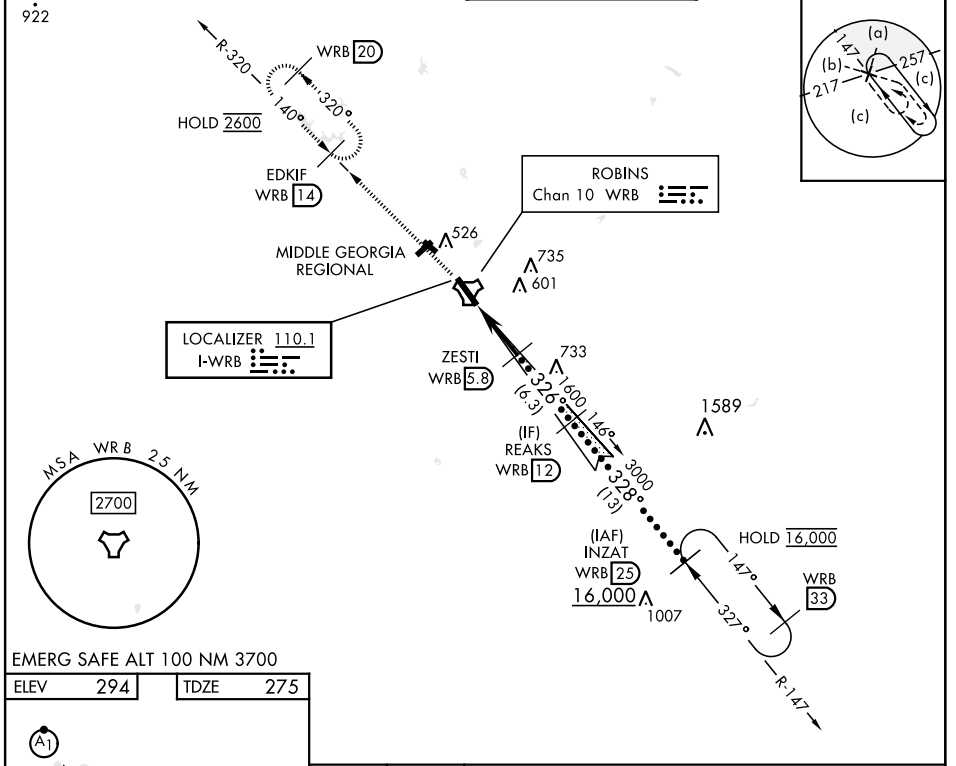 922
R-320
WRB 20
320°
140°
HOLD 2600
EDKIF
WRB 14
147
(a)
257
(b)
217
(c)
(c)
ROBINS
Chan 10 WRB
526
MIDDLE GEORGIA
REGIONAL
735
601
LOCALIZER 110.1
I-WRB
ZESTI
WRB 5.8
733
326°
(6.3)
1600
146°
3000
1589
(IF)
REAKS
WRB 12
328°
(13)
MSA WRB 25 NM
2700
(IAF)
INZAT
WRB 25
16,000
1007
HOLD 16,000
147°
WRB
33
327°
R-147
EMERG SAFE ALT 100 NM 3700
ELEV 294
TDZE 275
A1